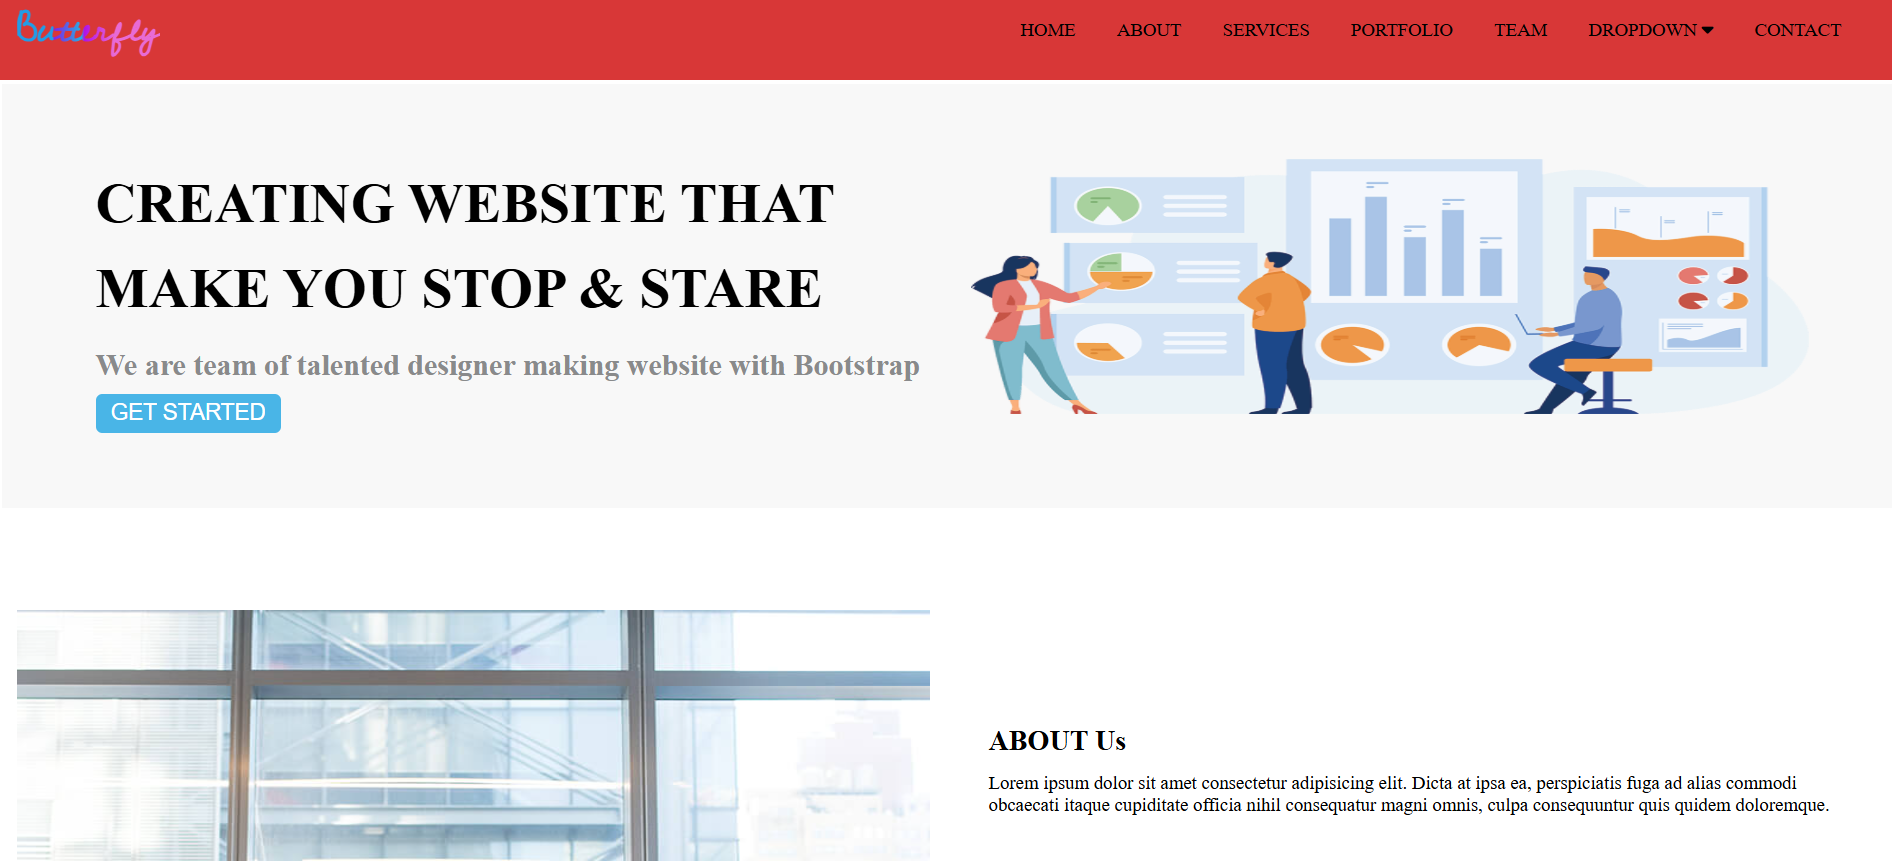 Butterfly
HOME ABOUT SERVICES PORTFOLIO TEAM DROPDOWN CONTACT
CREATING WEBSITE THAT
MAKE YOU STOP & STARE
We are team of talented designer making website with Bootstrap
GET STARTED
ABOUT Us
Lorem ipsum dolor sit amet consectetur adipisicing elit. Dicta at ipsa ea, perspiciatis fuga ad alias commodi
obcaecati itaque cupiditate officia nihil consequatur magni omnis, culpa consequuntur quis quidem doloremque.